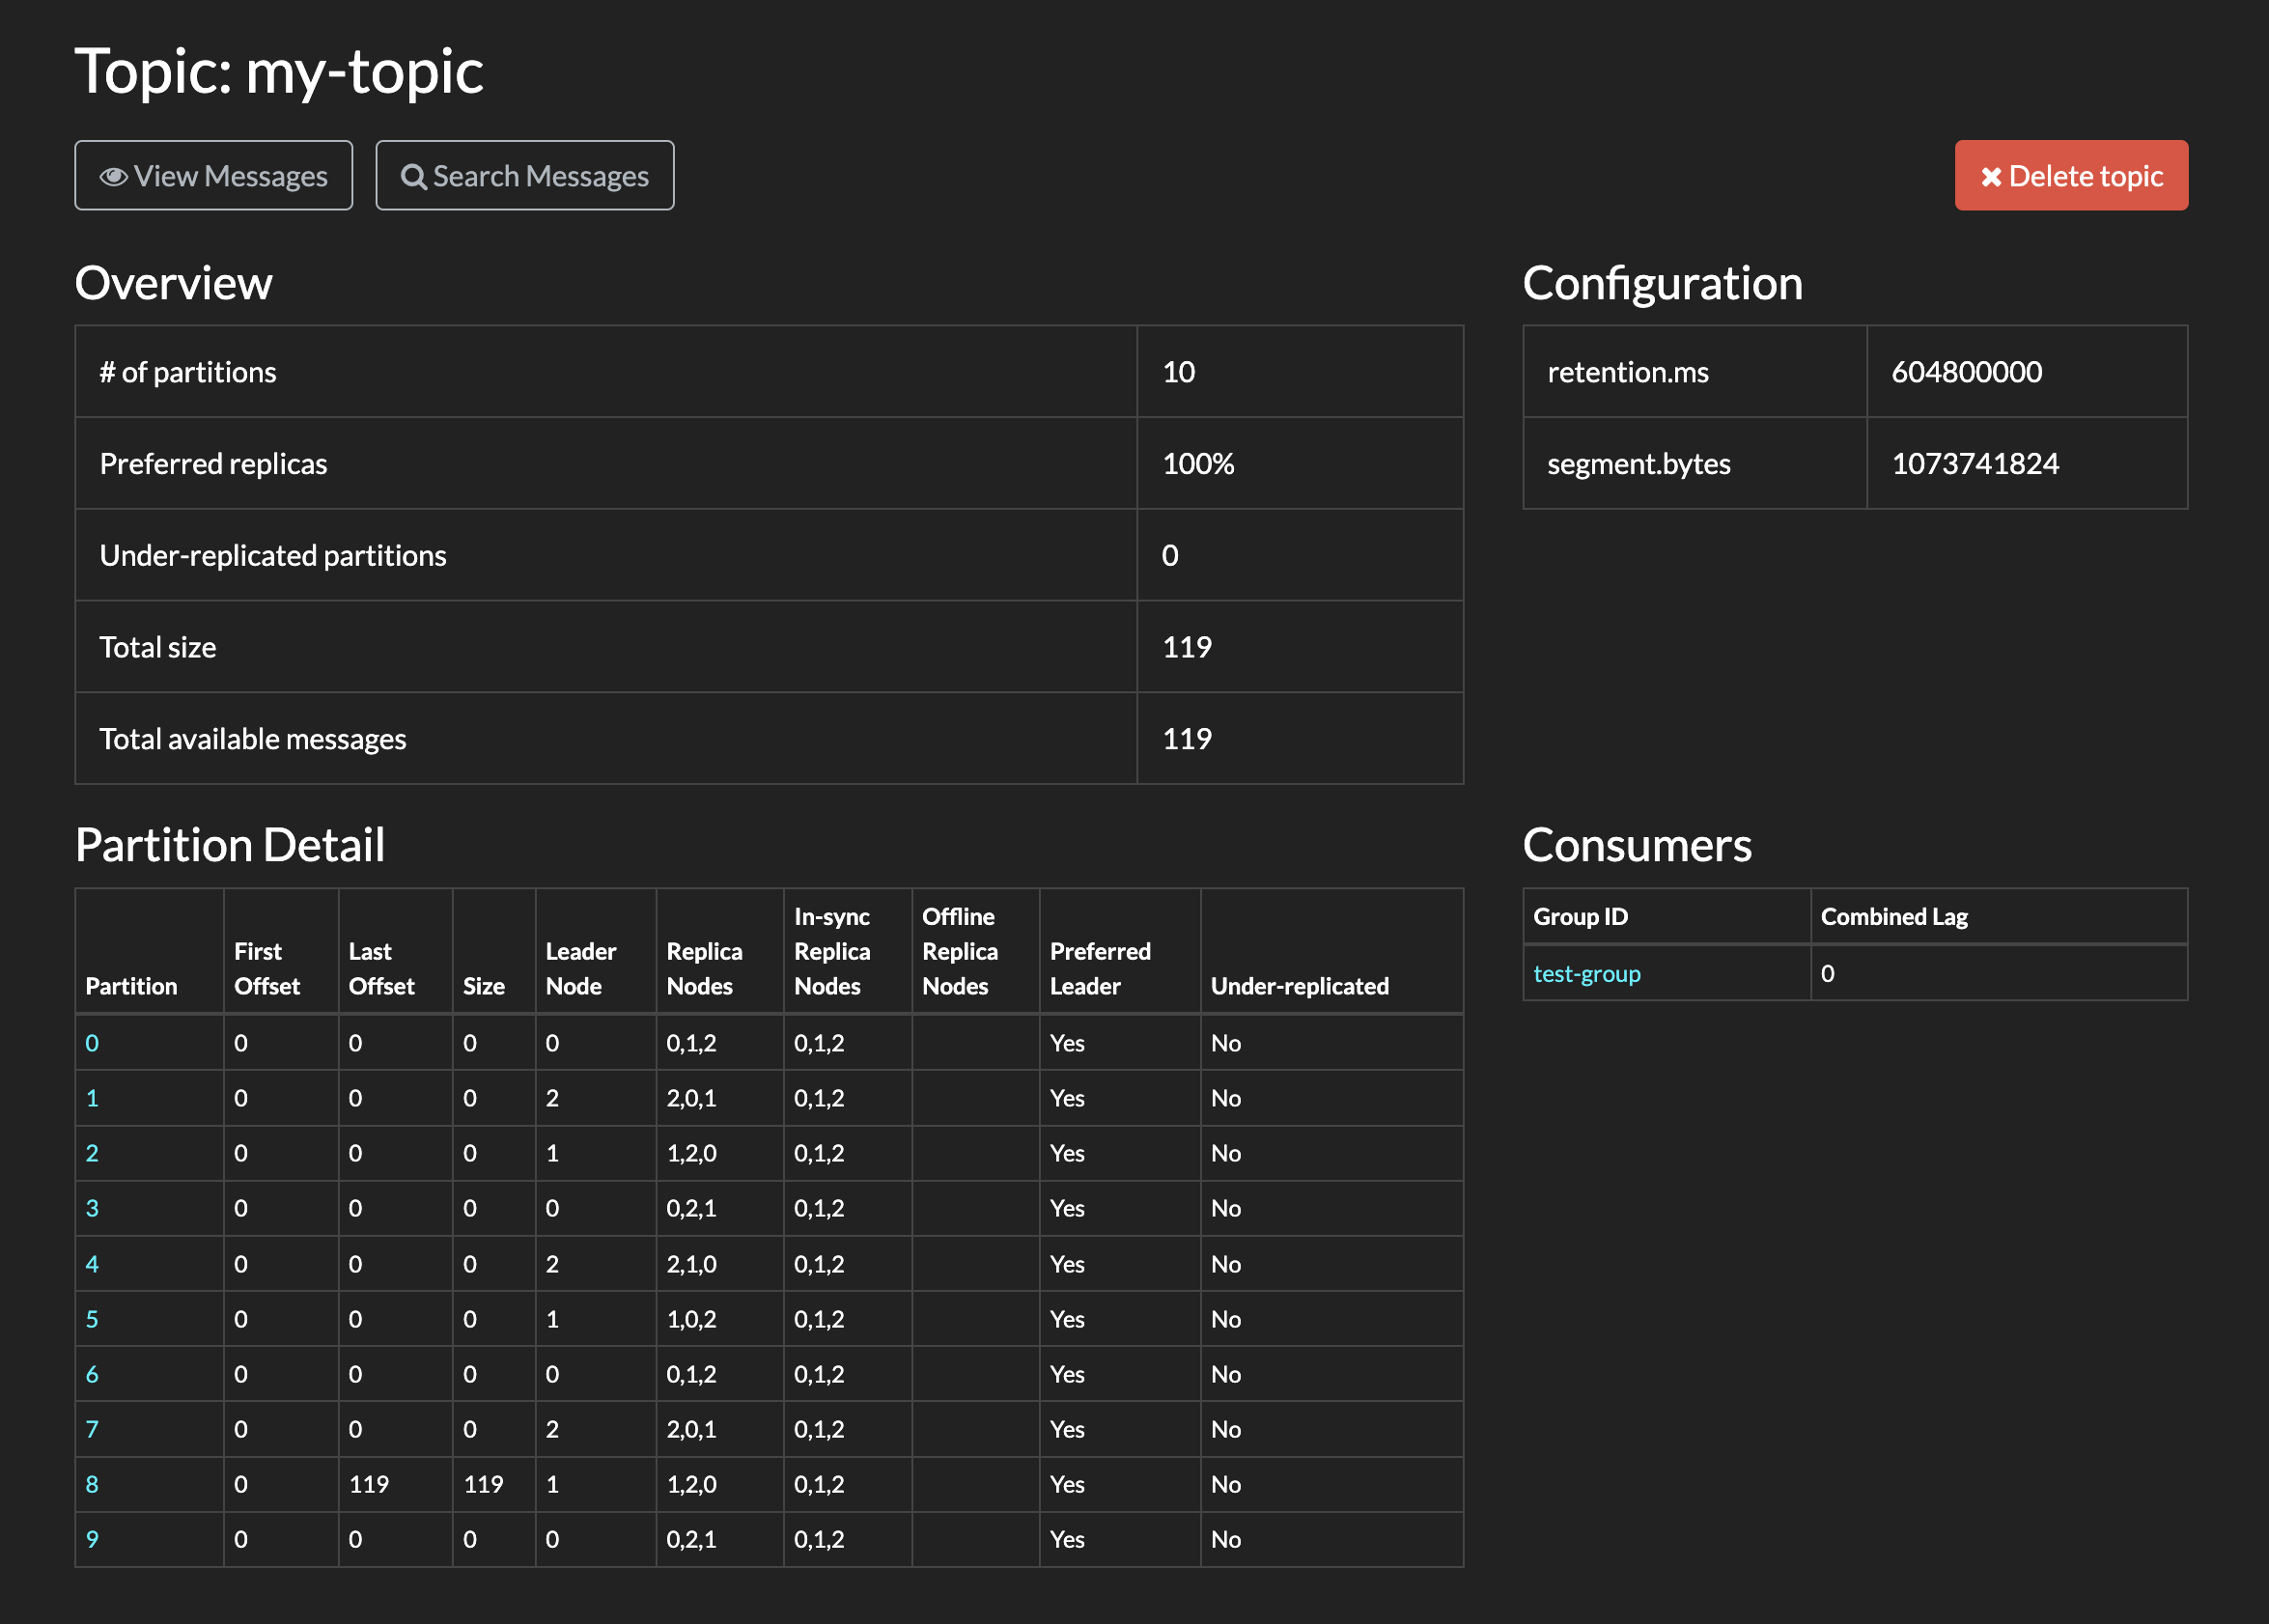 Topic: my-topic
View Messages
Search Messages
Delete topic
Overview
# of partitions 10
Preferred replicas 100%
Under-replicated partitions 0
Total size 119
Total available messages 119
Configuration
retention.ms 604800000
segment.bytes 1073741824
Partition Detail
Partition First Offset Last Offset Size Leader Node Replica Nodes In-sync Replica Nodes Offline Replica Nodes Preferred Leader Under-replicated
0 0 0 0 0 0,1,2 0,1,2 Yes No
1 0 0 0 2 2,0,1 0,1,2 Yes No
2 0 0 0 1 1,2,0 0,1,2 Yes No
3 0 0 0 0 0,2,1 0,1,2 Yes No
4 0 0 0 2 2,1,0 0,1,2 Yes No
5 0 0 0 1 1,0,2 0,1,2 Yes No
6 0 0 0 0 0,1,2 0,1,2 Yes No
7 0 0 0 2 2,0,1 0,1,2 Yes No
8 0 119 119 1 1,2,0 0,1,2 Yes No
9 0 0 0 0 0,2,1 0,1,2 Yes No
Consumers
Group ID Combined Lag
test-group 0